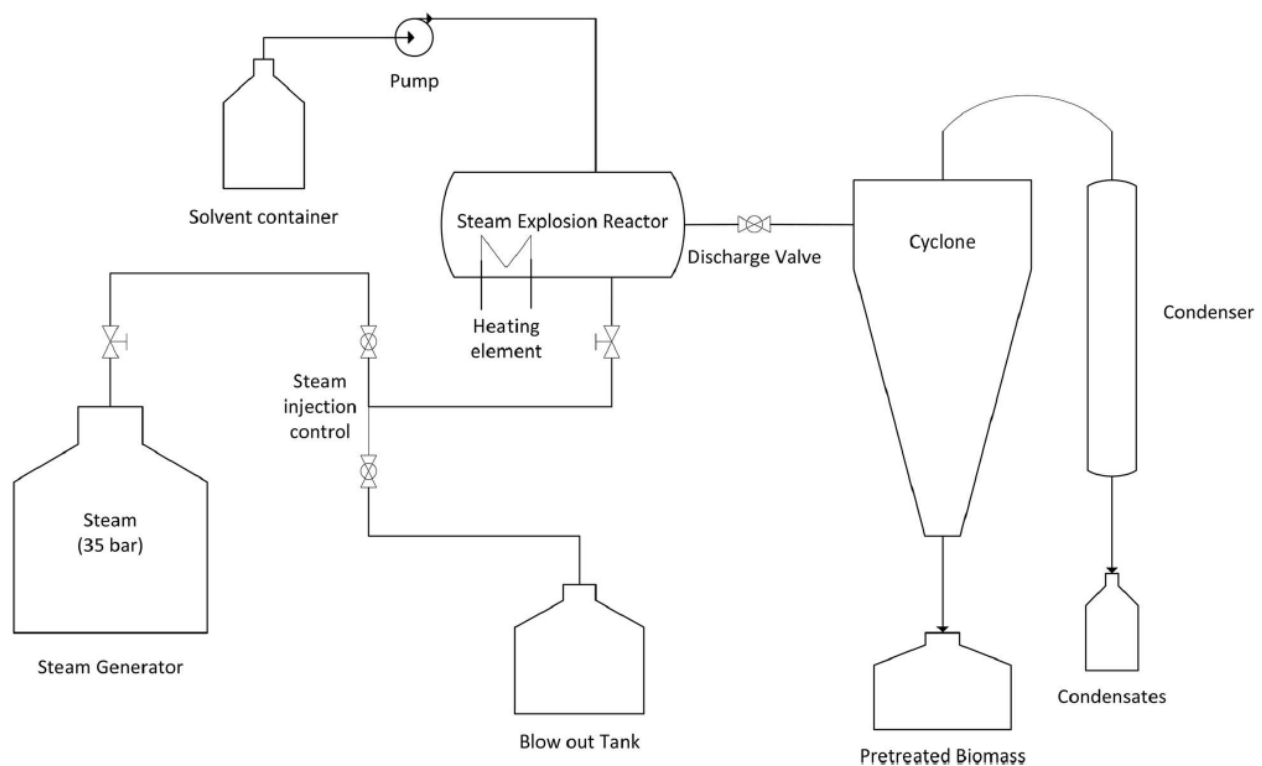 Pump
Solvent container
Steam Explosion Reactor
Discharge Valve
Cyclone
Heating
element
Condenser
Steam
injection
control
Steam
(35 bar)
Steam Generator
Blow out Tank
Condensates
Pretreated Biomass